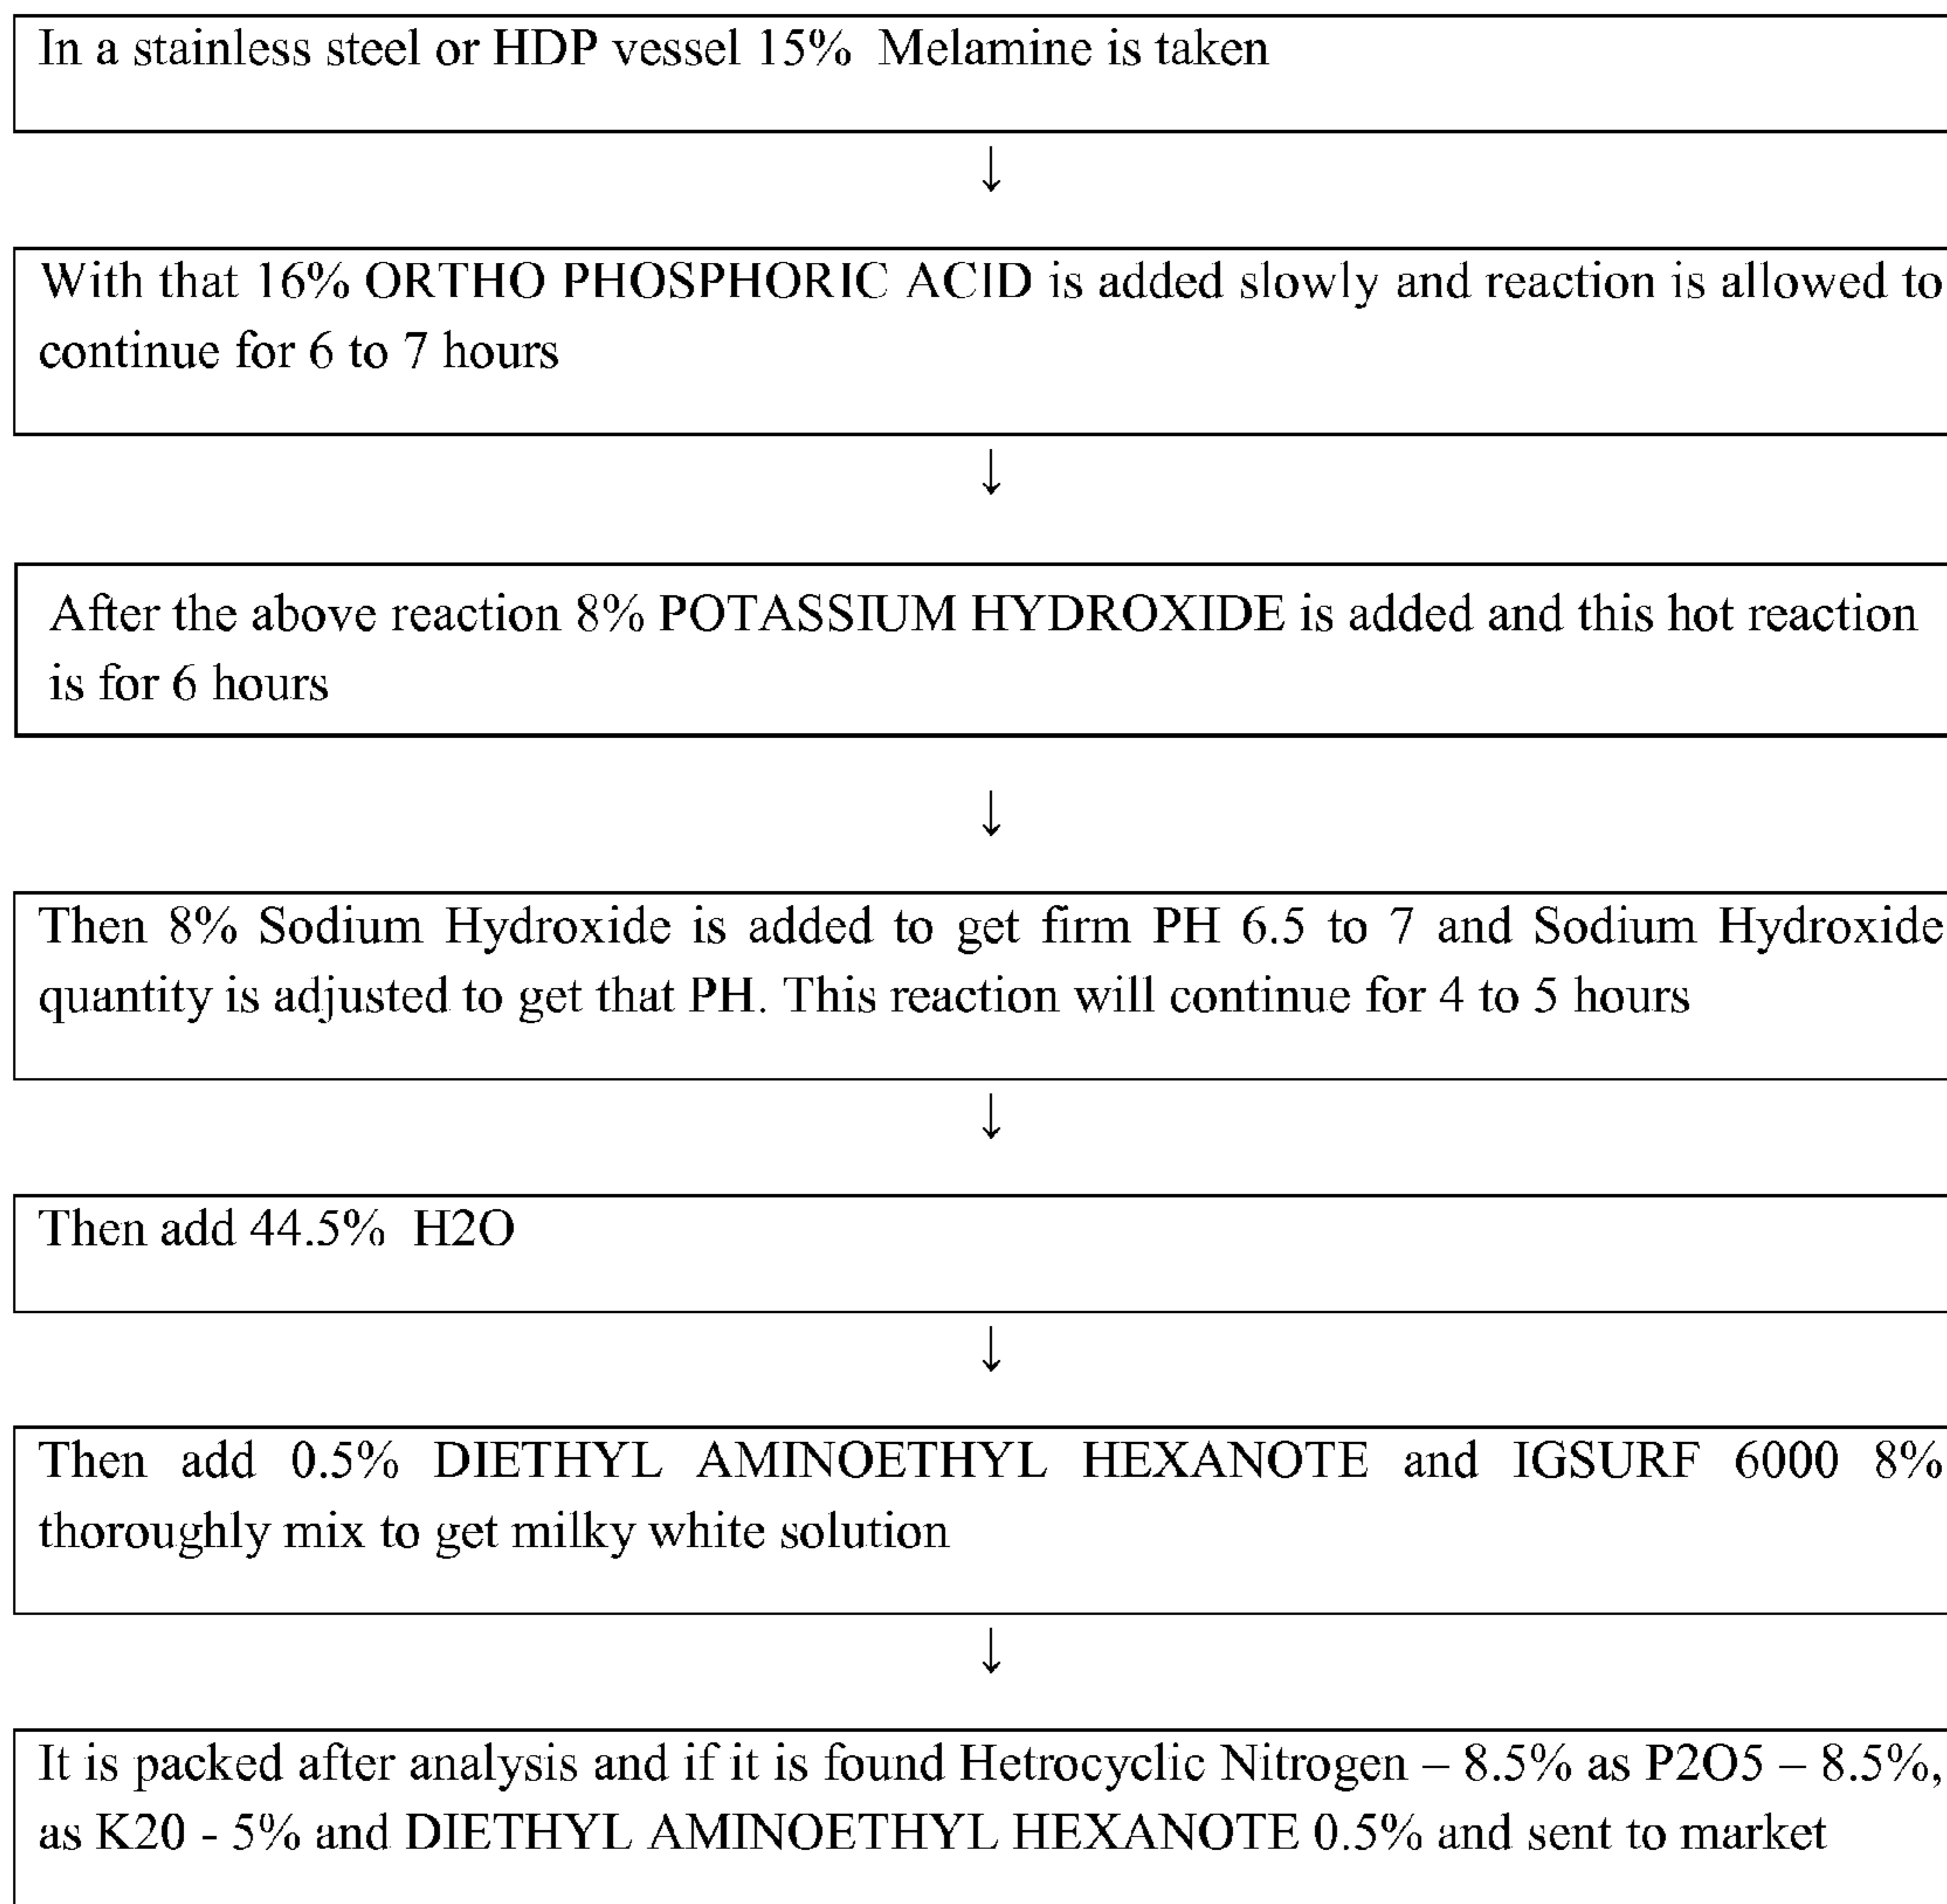 In a stainless steel or HDP vessel 15% Melamine is taken
↓
With that 16% ORTHO PHOSPHORIC ACID is added slowly and reaction is allowed to
continue for 6 to 7 hours
↓
After the above reaction 8% POTASSIUM HYDROXIDE is added and this hot reaction
is for 6 hours
↓
Then 8% Sodium Hydroxide is added to get firm PH 6.5 to 7 and Sodium Hydroxide
quantity is adjusted to get that PH. This reaction will continue for 4 to 5 hours
↓
Then add 44.5% H2O
↓
Then add 0.5% DIETHYL AMINOETHYL HEXANOTE and IGSURF 6000 8%
thoroughly mix to get milky white solution
↓
It is packed after analysis and if it is found Hetrocyclic Nitrogen – 8.5% as P2O5 – 8.5%,
as K20 - 5% and DIETHYL AMINOETHYL HEXANOTE 0.5% and sent to market